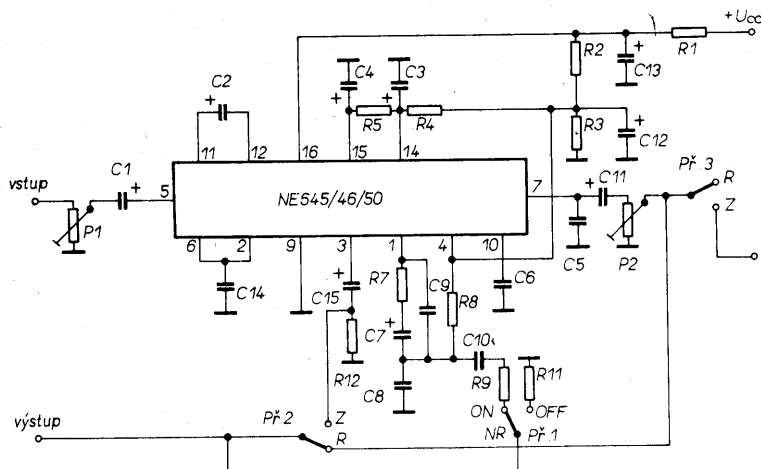 +U_CC
R1
R2
C13
C4
C3
C2
R5
R4
R3
C12
11
12
16
15
14
Př.3
R
Z
C1
vstup
5
NE645/46/50
7
C11
P1
P2
C5
6
2
9
3
1
4
10
C14
C15
R7
C9
R8
C6
C7
C10
R12
C8
R9
R11
ON
OFF
NR
Př.1
Z
Př.2
R
výstup